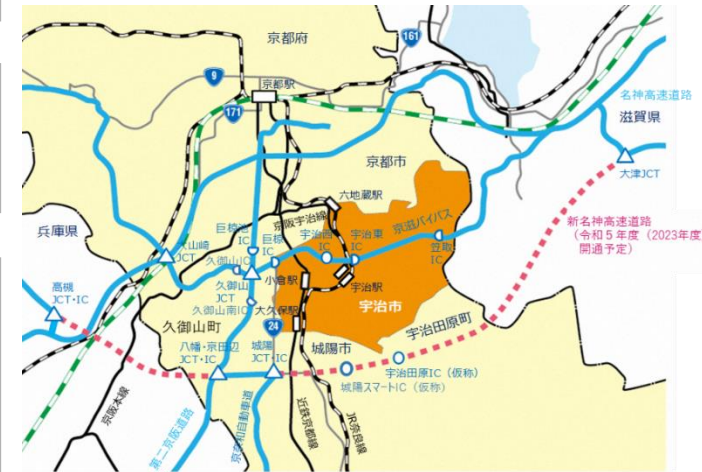 京都府
161
9
京都駅
名神高速道路
171
滋賀県
京都市
大津JCT
六地蔵駅
京阪宇治線
新名神高速道路
（令和５年度（2023年度）
開通予定）
巨椋池
IC
巨椋
IC
宇治西
IC
宇治東
IC
京滋バイパス
笠取
IC
兵庫県
大山崎
JCT
久御山IC
久御山
JCT
小倉駅
宇治駅
高槻
JCT・IC
久御山南IC
大久保駅
宇治市
久御山町
24
宇治田原町
八幡・京田辺
JCT・IC
城陽
JCT・IC
城陽市
宇治田原IC（仮称）
城陽スマートIC（仮称）
京阪本線
第二京阪道路
京奈和自動車道
近鉄京都線
JR奈良線